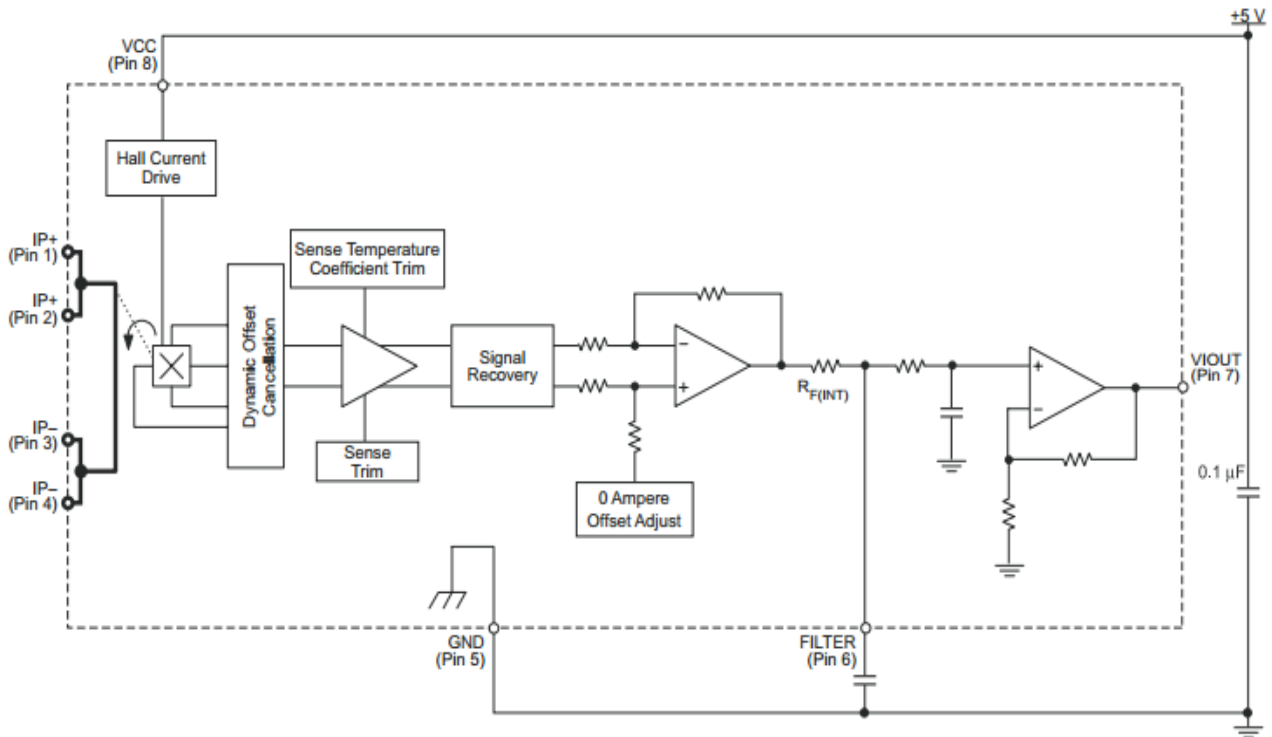 +5 V
VCC
(Pin 8)
Hall Current
Drive
IP+
(Pin 1)
IP+
(Pin 2)
IP−
(Pin 3)
IP−
(Pin 4)
Dynamic Offset
Cancellation
Sense Temperature
Coefficient Trim
Sense
Trim
Signal
Recovery
0 Ampere
Offset Adjust
−
+
RF(INT)
+
−
VIOUT
(Pin 7)
0.1 μF
GND
(Pin 5)
FILTER
(Pin 6)